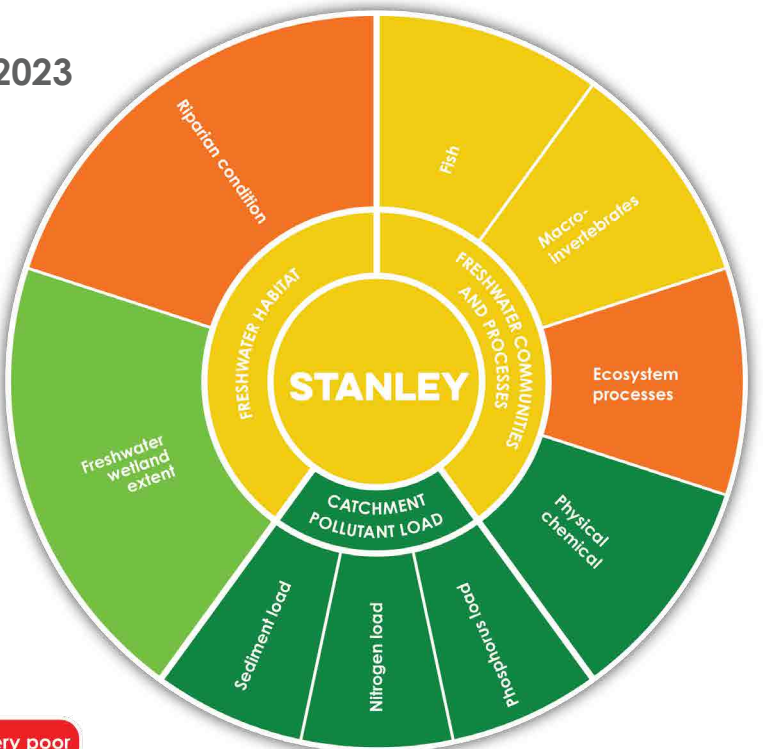 2023
Riparian condition
Fish
Macro-
invertebrates
FRESHWATER HABITAT
FRESHWATER COMMUNITIES
AND PROCESSES
STANLEY
Ecosystem
processes
Freshwater
wetland
extent
CATCHMENT
POLLUTANT LOAD
Physical
chemical
Sediment load
Nitrogen load
Phosphorus load
poor